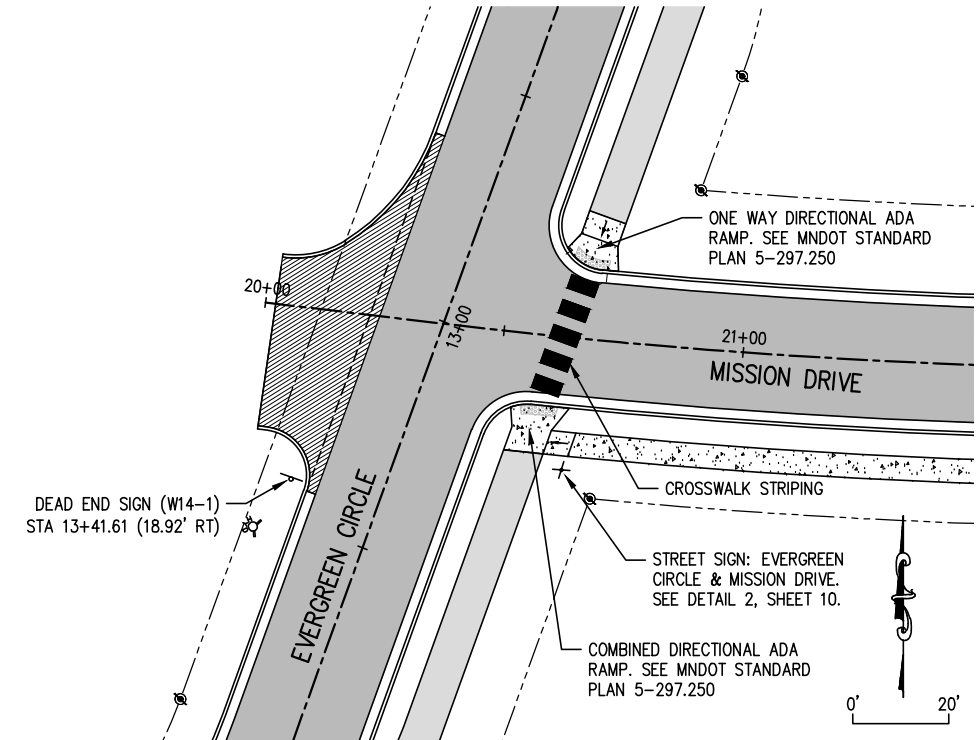 ONE WAY DIRECTIONAL ADA
RAMP. SEE MNDOT STANDARD
PLAN 5-297.250
20+00
13+00
21+00
MISSION DRIVE
CROSSWALK STRIPING
DEAD END SIGN (W14-1)
STA 13+41.61 (18.92' RT)
EVERGREEN CIRCLE
STREET SIGN: EVERGREEN
CIRCLE & MISSION DRIVE.
SEE DETAIL 2, SHEET 10.
COMBINED DIRECTIONAL ADA
RAMP. SEE MNDOT STANDARD
PLAN 5-297.250
0' 20'